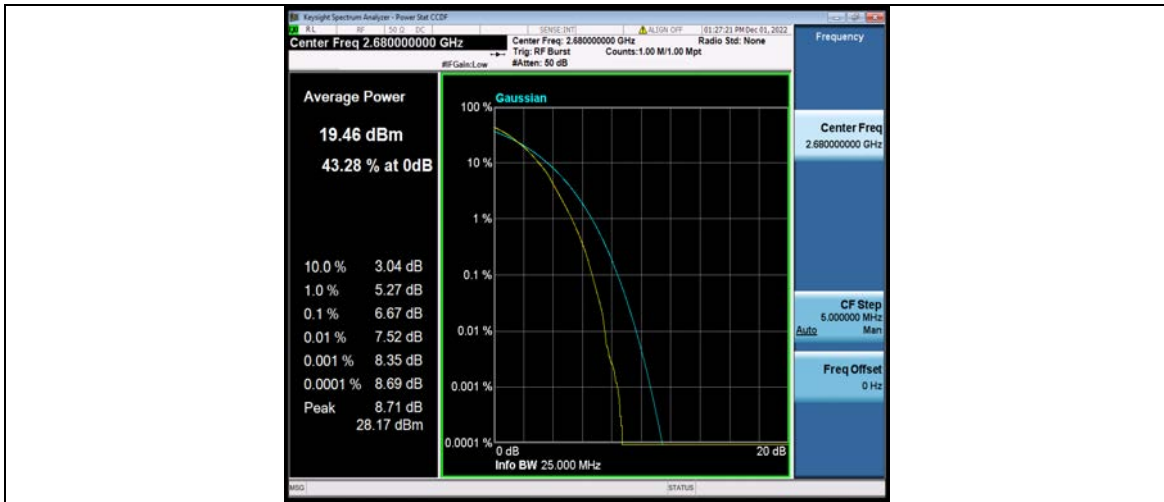 Keysight Spectrum Analyzer - Power Stat CCDF
RL RF 50 Ω DC SENSE:INT ALIGN OFF 01:27:21 PM Dec 01, 2022
Center Freq 2.680000000 GHz
Center Freq: 2.680000000 GHz Radio Std: None
Trig: RF Burst Counts:1.00 M/1.00 Mpt
#IFGain:Low #Atten: 50 dB
Frequency
Average Power
19.46 dBm
43.28 % at 0dB
10.0 % 3.04 dB
1.0 % 5.27 dB
0.1 % 6.67 dB
0.01 % 7.52 dB
0.001 % 8.35 dB
0.0001 % 8.69 dB
Peak 8.71 dB
28.17 dBm
Gaussian
100 %
10 %
1 %
0.1 %
0.01 %
0.001 %
0.0001 %
0 dB 20 dB
Info BW 25.000 MHz
Center Freq
2.680000000 GHz
CF Step
5.000000 MHz
Auto Man
Freq Offset
0 Hz
MSG STATUS